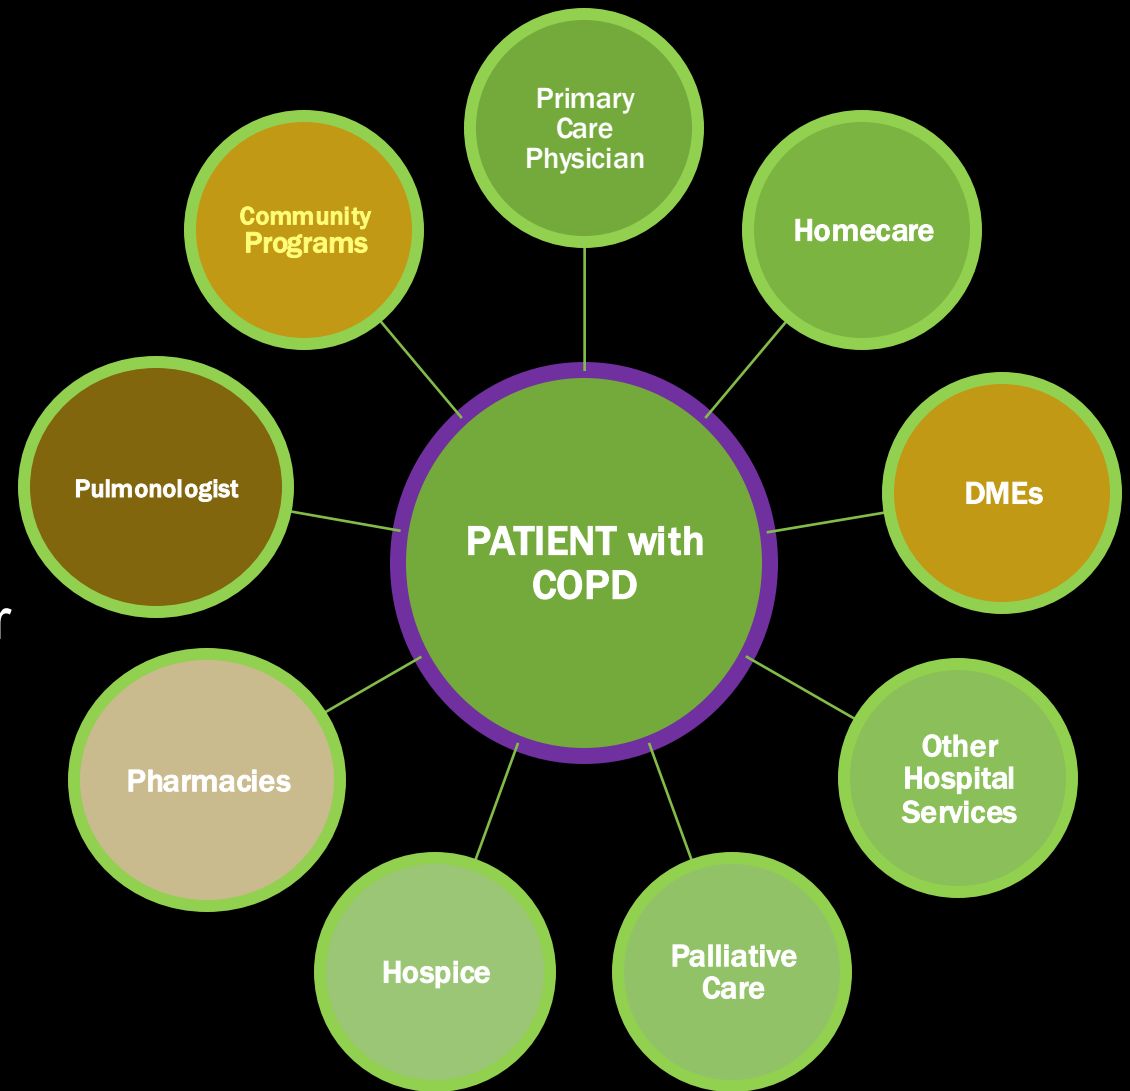 Primary
Care
Physician
Community
Programs
Homecare
Pulmonologist
DMEs
PATIENT with
COPD
r
Other
Hospital
Services
Pharmacies
Palliative
Care
Hospice